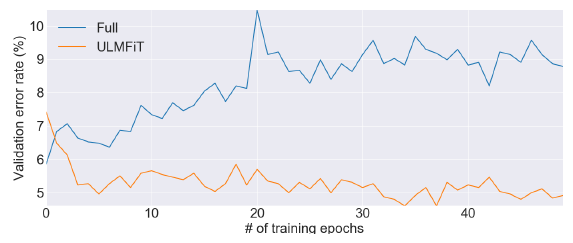 10
9
8
7
6
5
Validation error rate (%)
Full
ULMFiT
0 10 20 30 40
# of training epochs